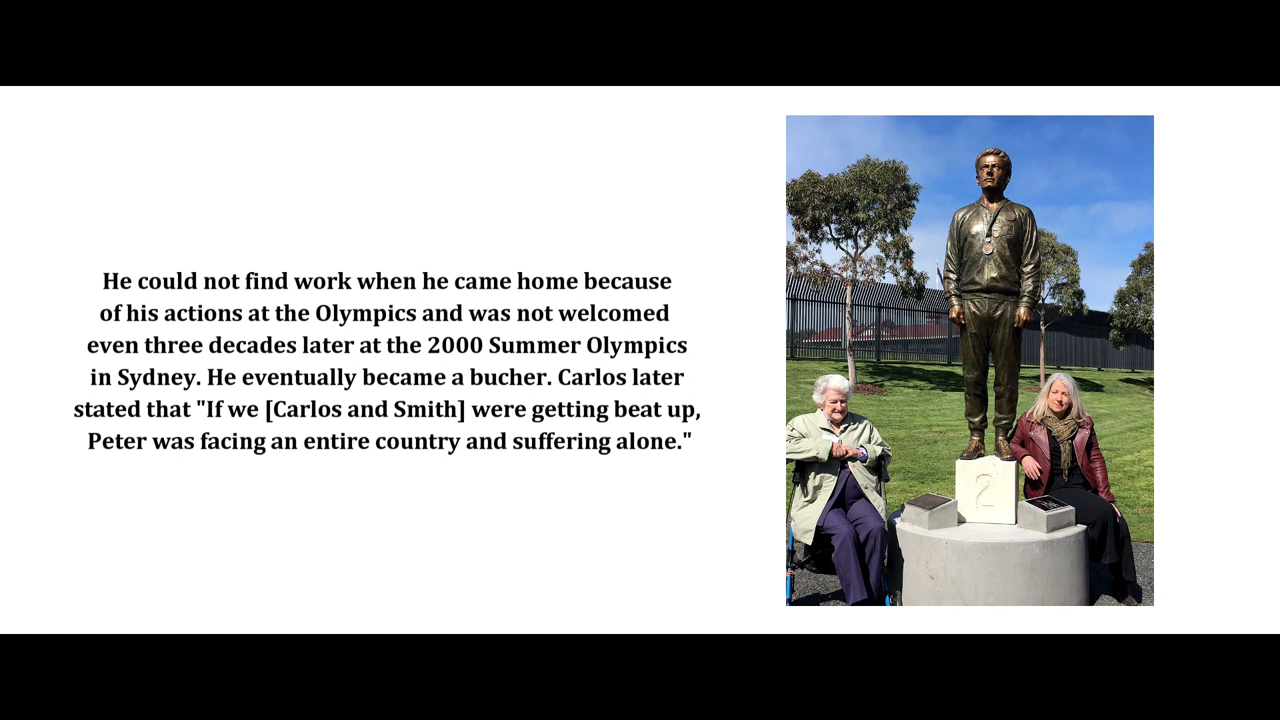 He could not find work when he came home because
of his actions at the Olympics and was not welcomed
even three decades later at the 2000 Summer Olympics
in Sydney. He eventually became a bucher. Carlos later
stated that "If we [Carlos and Smith] were getting beat up,
Peter was facing an entire country and suffering alone."
2